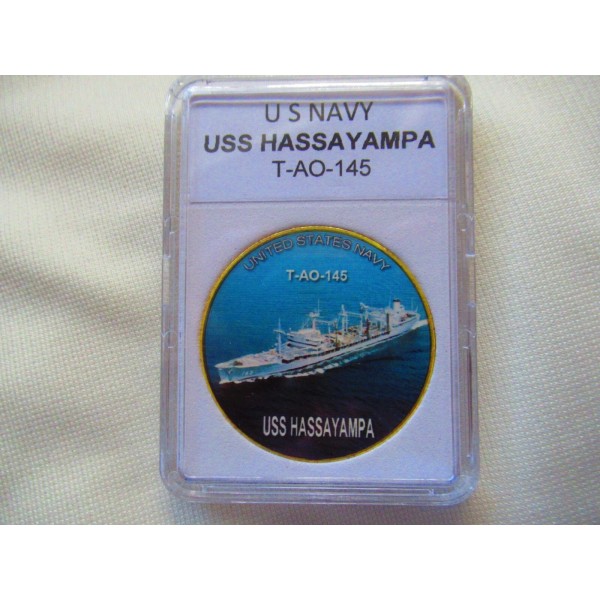 U S NAVY
USS HASSAYAMPA
T-AO-145
UNITED STATES NAVY
T-AO-145
USS HASSAYAMPA